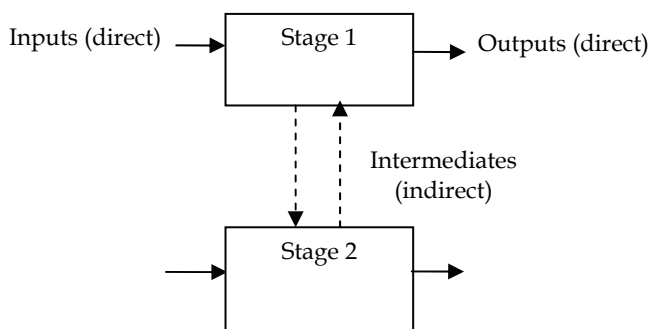 Inputs (direct)
Stage 1
Outputs (direct)
Intermediates
(indirect)
Stage 2